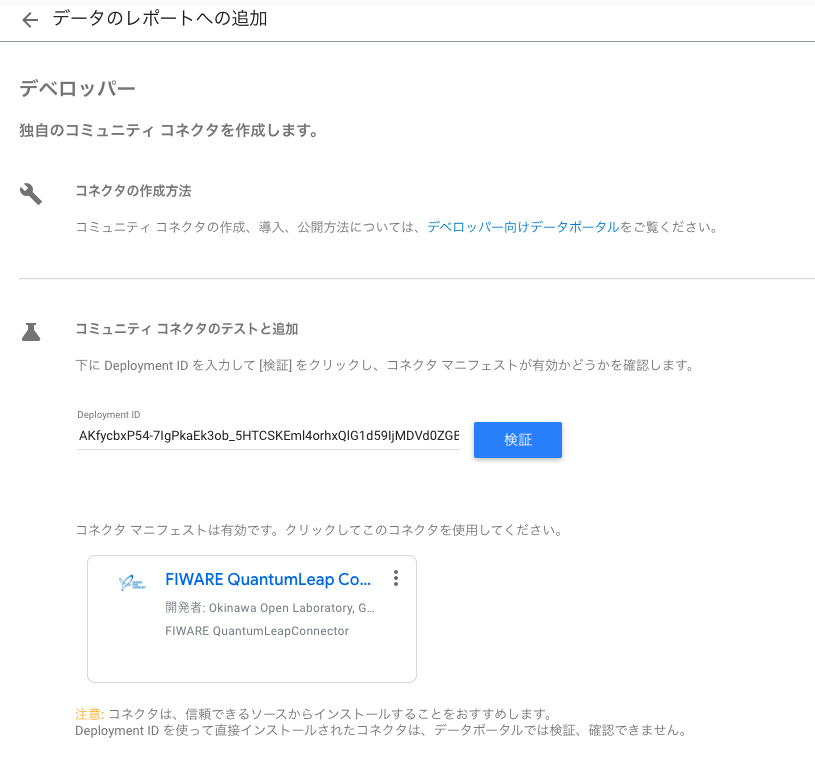 データのレポートへの追加
デベロッパー
独自のコミュニティ コネクタを作成します。
コネクタの作成方法
コミュニティ コネクタの作成、導入、公開方法については、デベロッパー向けデータポータルをご覧ください。
コミュニティ コネクタのテストと追加
下に Deployment ID を入力して [検証] をクリックし、コネクタ マニフェストが有効かどうかを確認します。
Deployment ID
AKfycbxP54-7IgPkaEk3ob_5HTCSKEml4orhxQlG1d59IjMDVd0ZGE
検証
コネクタ マニフェストは有効です。クリックしてこのコネクタを使用してください。
FIWARE QuantumLeap Co...
開発者: Okinawa Open Laboratory, G...
FIWARE QuantumLeapConnector
注意: コネクタは、信頼できるソースからインストールすることをおすすめします。
Deployment ID を使って直接インストールされたコネクタは、データポータルでは検証、確認できません。